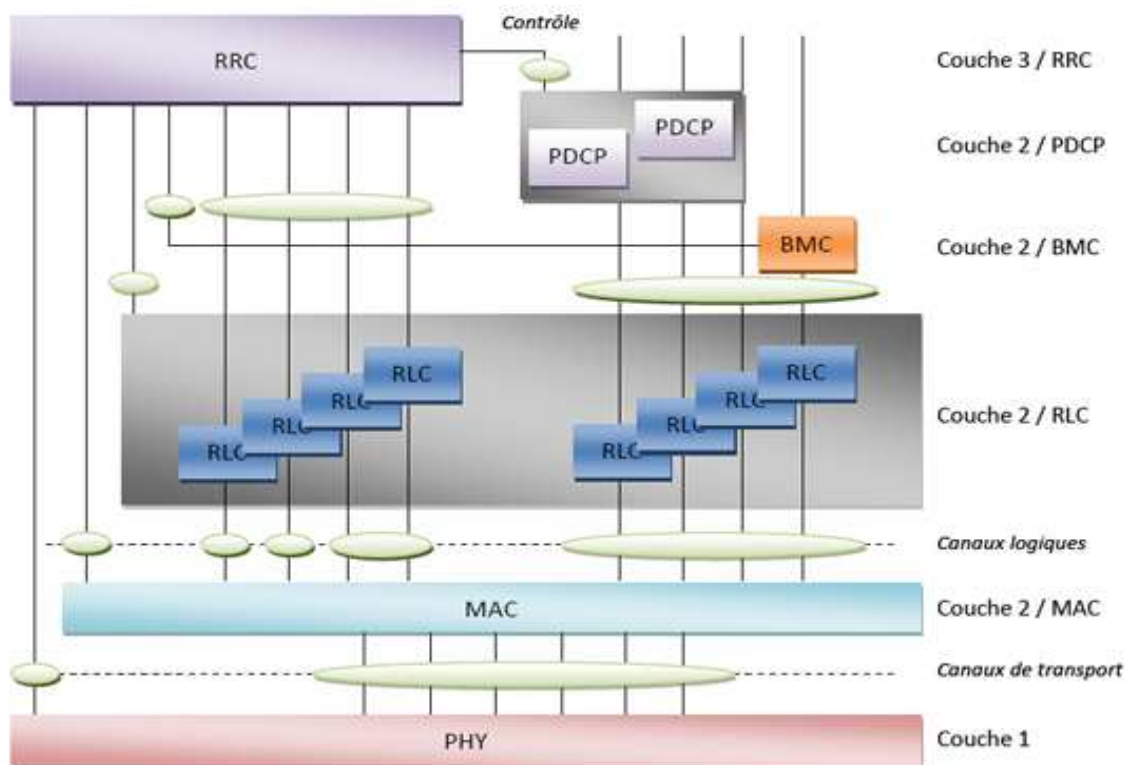 Contrôle
RRC
Couche 3 / RRC
PDCP
PDCP
Couche 2 / PDCP
BMC
Couche 2 / BMC
RLC
RLC
RLC
RLC
RLC
RLC
RLC
RLC
Couche 2 / RLC
Canaux logiques
MAC
Couche 2 / MAC
Canaux de transport
PHY
Couche 1